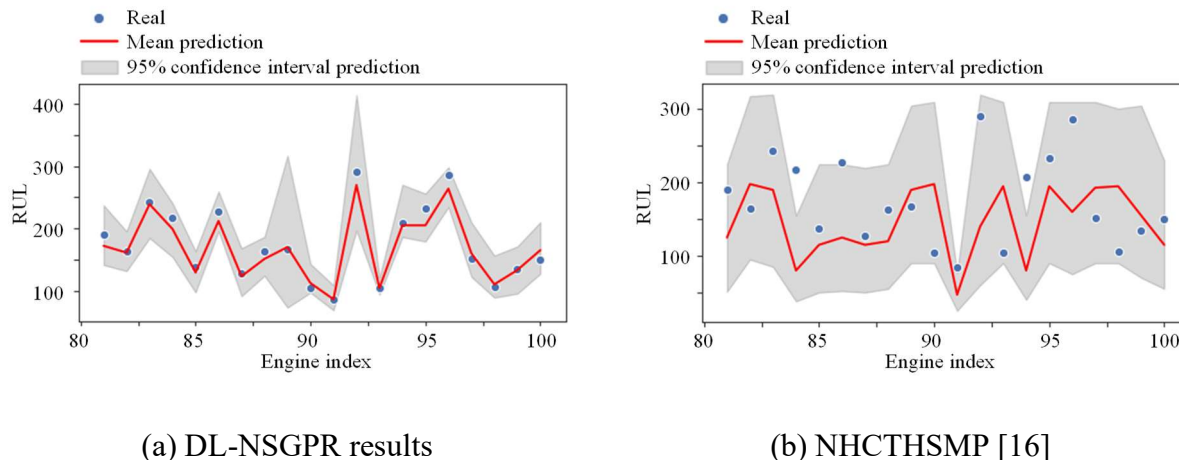 Real
Mean prediction
95% confidence interval prediction
400
300
200
100
RUL
80
85
90
95
100
Engine index
(a) DL-NSGPR results
Real
Mean prediction
95% confidence interval prediction
300
200
100
RUL
80
85
90
95
100
Engine index
(b) NHCTHSMP [16]